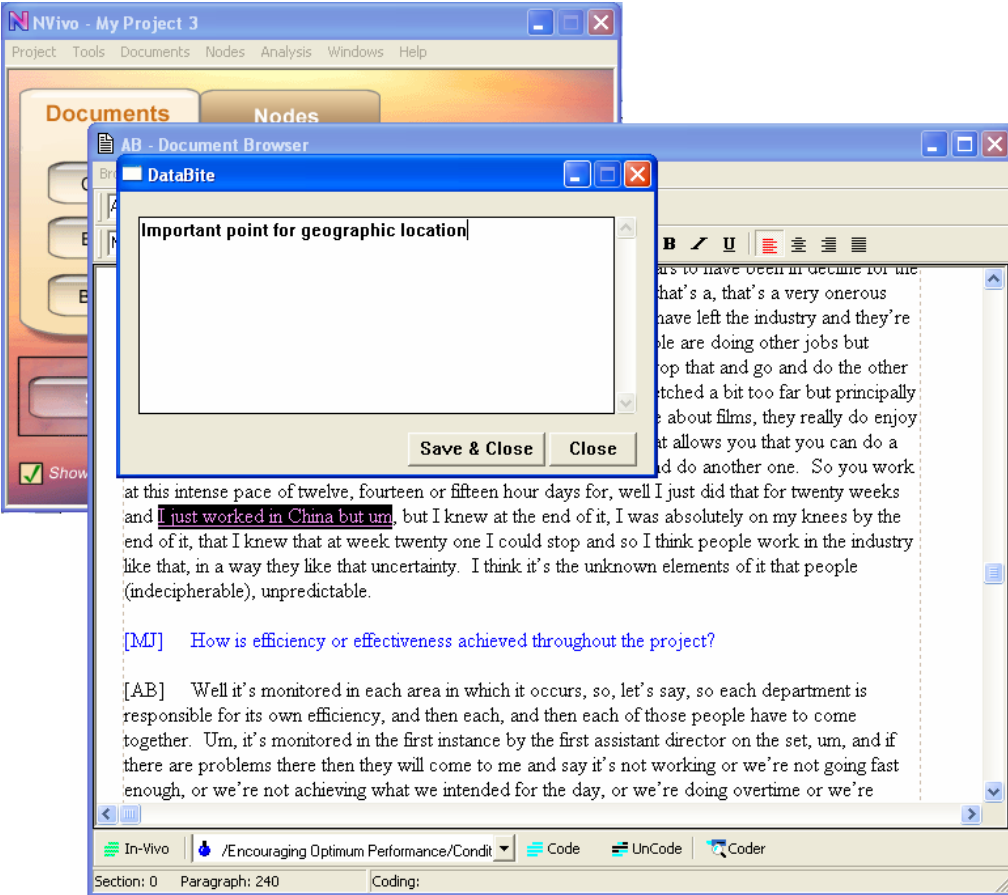 NVivo - My Project 3
Project Tools Documents Nodes Analysis Windows Help
Documents
Nodes
AB - Document Browser
DataBite
Important point for geographic location
Save & Close Close
B I U
ars to have been in decline for the
hat's a, that's a very onerous
have left the industry and they're
ple are doing other jobs but
op that and go and do the other
etched a bit too far but principally
e about films, they really do enjoy
at allows you that you can do a
nd do another one. So you work
Show
at this intense pace of twelve, fourteen or fifteen hour days for, well I just did that for twenty weeks
and I just worked in China but um, but I knew at the end of it, I was absolutely on my knees by the
end of it, that I knew that at week twenty one I could stop and so I think people work in the industry
like that, in a way they like that uncertainty. I think it's the unknown elements of it that people
(indecipherable), unpredictable.
[MJ] How is efficiency or effectiveness achieved throughout the project?
[AB] Well it's monitored in each area in which it occurs, so, let's say, so each department is
responsible for its own efficiency, and then each, and then each of those people have to come
together. Um, it's monitored in the first instance by the first assistant director on the set, um, and if
there are problems there then they will come to me and say it's not working or we're not going fast
enough, or we're not achieving what we intended for the day, or we're doing overtime or we're
In-Vivo /Encouraging Optimum Performance/Condit Code UnCode Coder
Section: 0 Paragraph: 240 Coding: